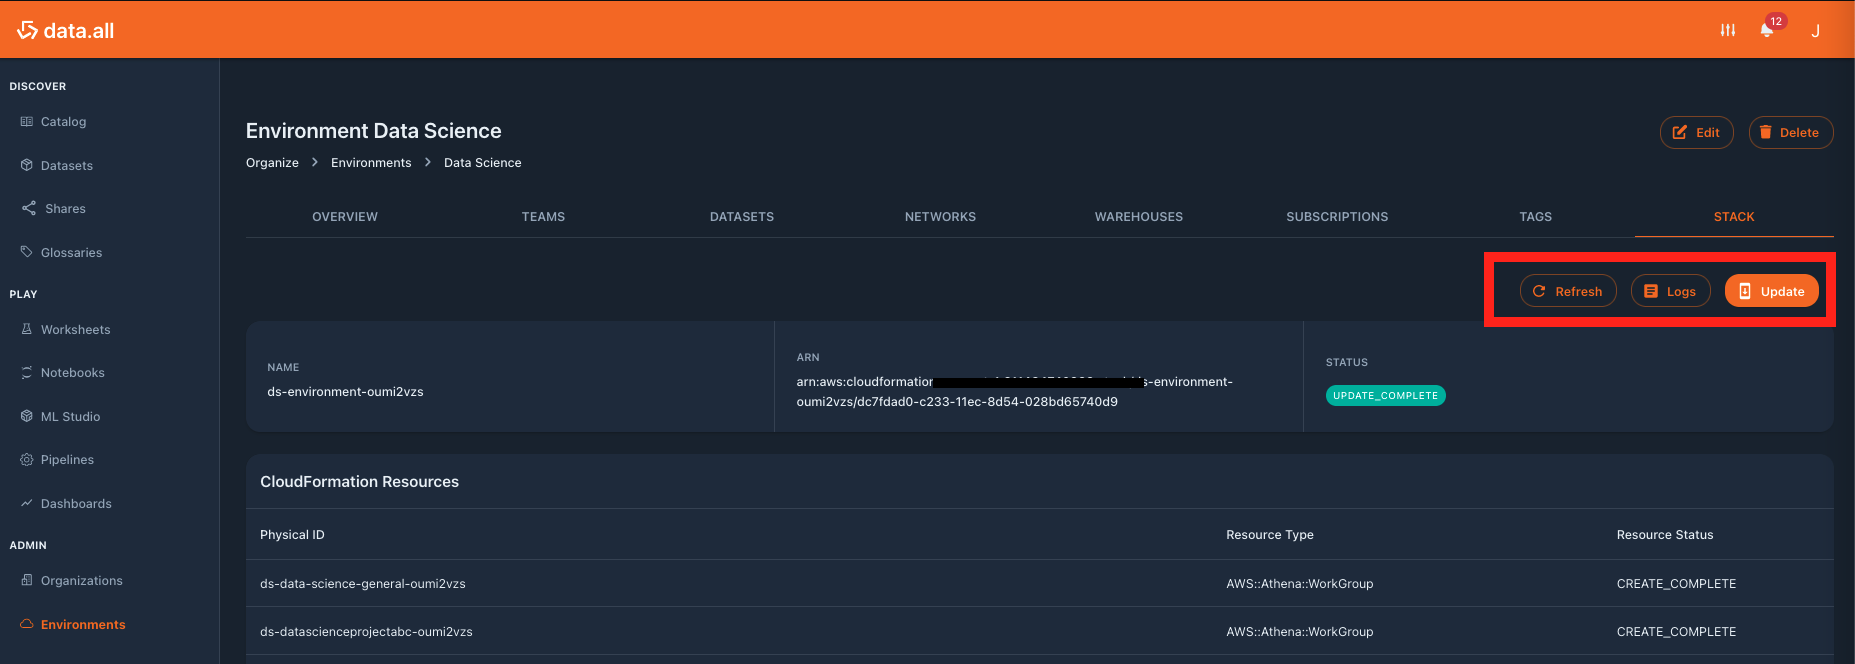 data.all
12
J
DISCOVER
Catalog
Datasets
Shares
Glossaries
PLAY
Worksheets
Notebooks
ML Studio
Pipelines
Dashboards
ADMIN
Organizations
Environments
Environment Data Science
Edit
Delete
Organize > Environments > Data Science
OVERVIEW TEAMS DATASETS NETWORKS WAREHOUSES SUBSCRIPTIONS TAGS STACK
Refresh Logs Update
NAME
ds-environment-oumi2vzs
ARN
arn:aws:cloudformation s-environment-
oumi2vzs/dc7fdad0-c233-11ec-8d54-028bd65740d9
STATUS
UPDATE_COMPLETE
CloudFormation Resources
Physical ID Resource Type Resource Status
ds-data-science-general-oumi2vzs AWS::Athena::WorkGroup CREATE_COMPLETE
ds-datascienceprojectabc-oumi2vzs AWS::Athena::WorkGroup CREATE_COMPLETE